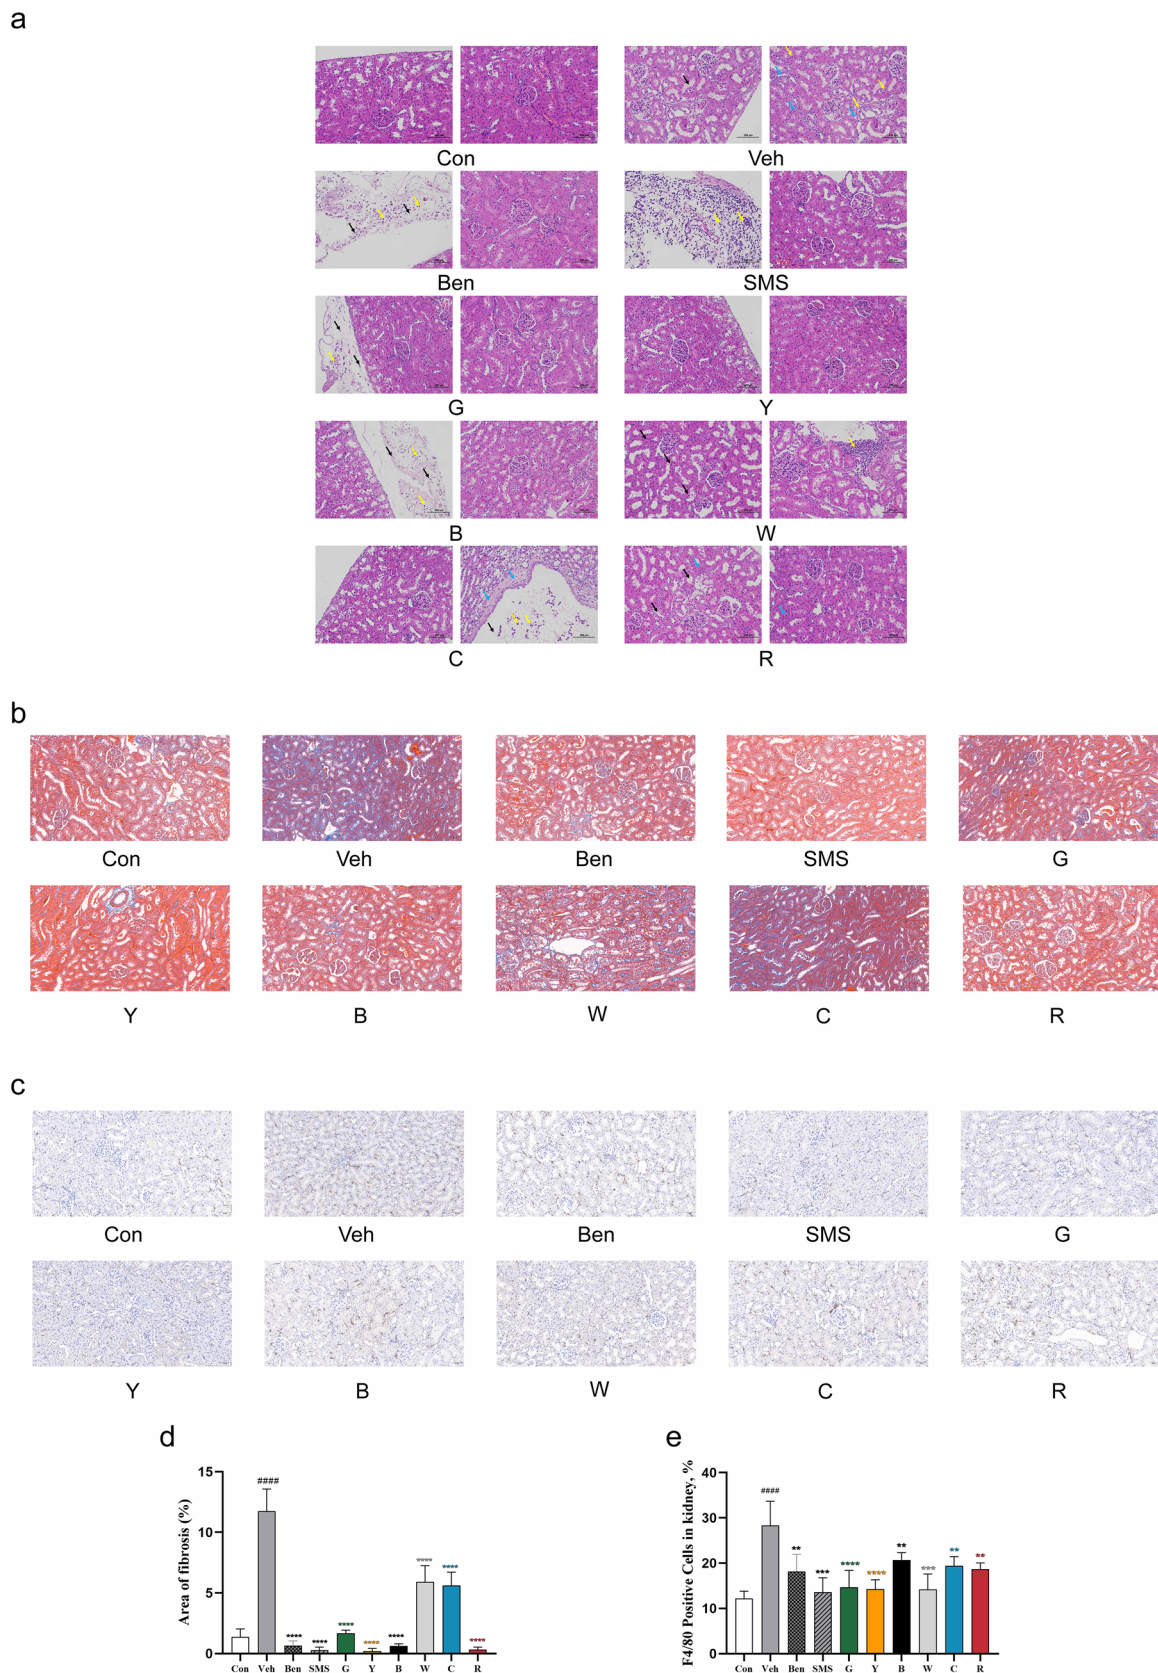 a
Con Veh
Ben SMS
G Y
B W
C R
b
Con Veh Ben SMS G
Y B W C R
c
Con Veh Ben SMS G
Y B W C R
d
Area of fibrosis (%)
15
10
5
0
####
****
****
****
****
****
****
****
****
Con Veh Ben SMS G Y B W C R
e
F4/80 Positive Cells in kidney, %
40
30
20
10
0
####
**
***
****
****
**
***
**
**
Con Veh Ben SMS G Y B W C R